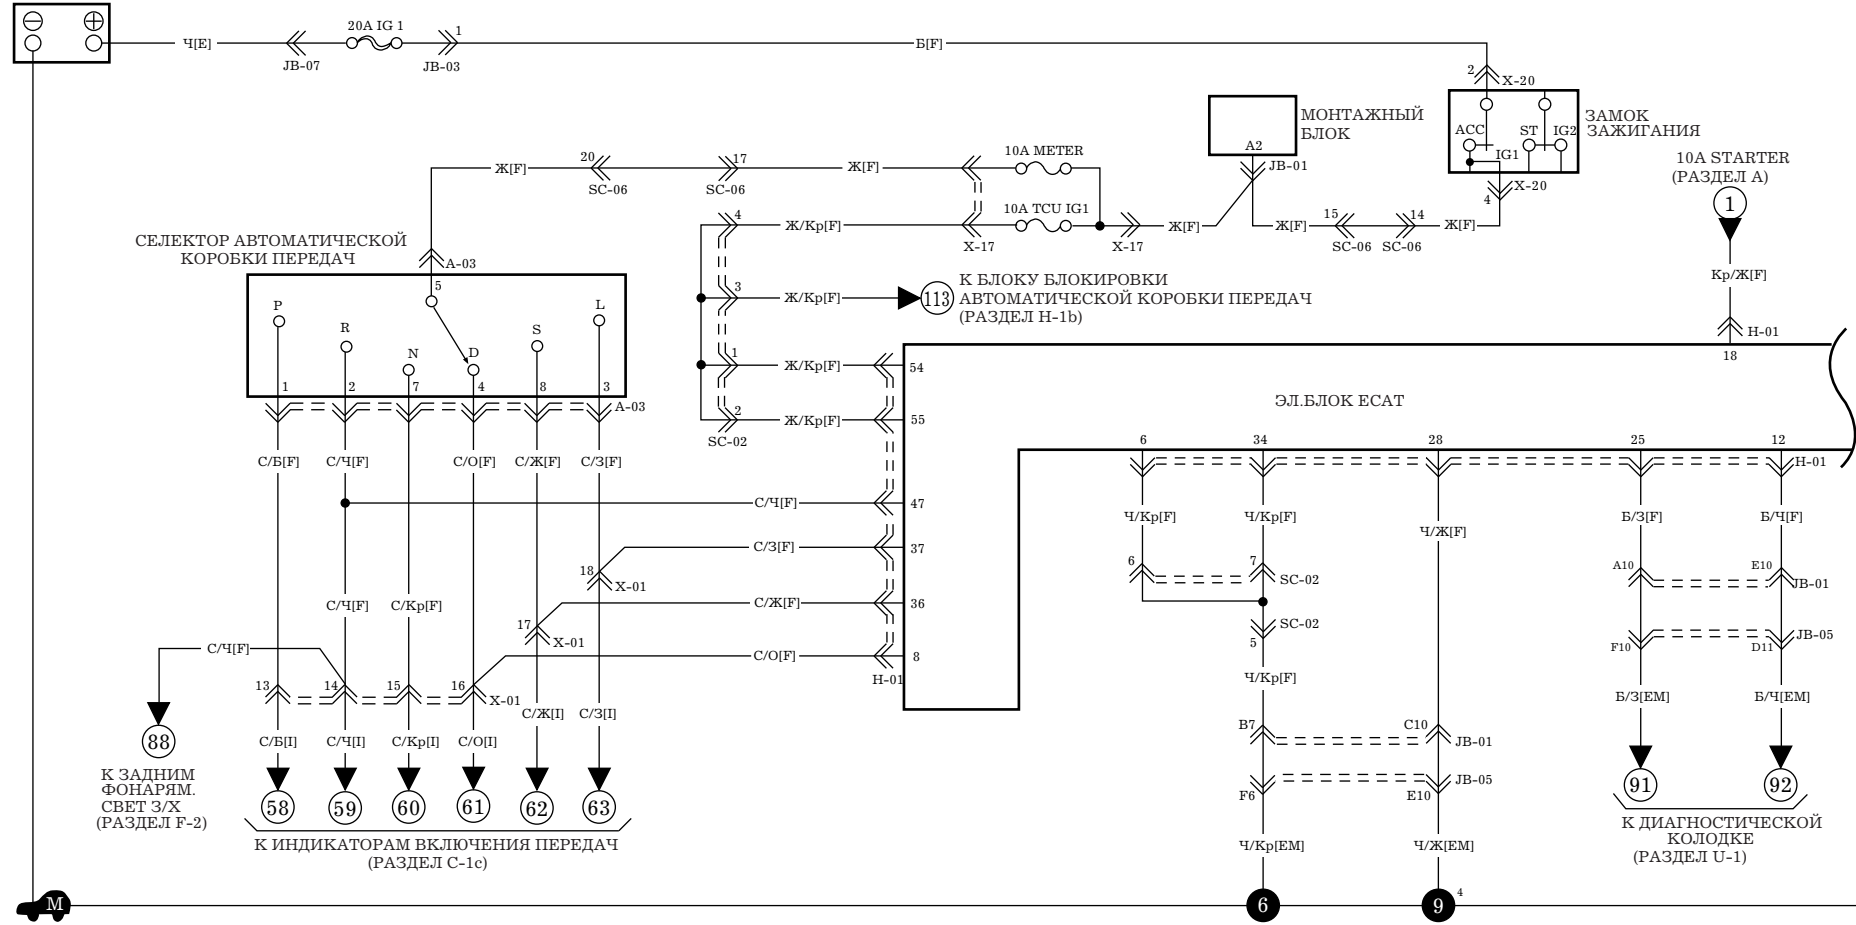 20A IG 1
1
Ч[E]
JB-07
JB-03
Б[F]
2
X-20
ACC
ST
IG2
IG1
ЗАМОК
ЗАЖИГАНИЯ
X-20
4
МОНТАЖНЫЙ
БЛОК
A2
JB-01
10A STARTER
(РАЗДЕЛ A)
1
Кр/Ж[F]
H-01
18
Ж[F]
20
SC-06
17
SC-06
Ж[F]
10A METER
4
Ж/Кр[F]
X-17
10A TCU IG1
X-17
Ж[F]
Ж[F]
15
SC-06
14
SC-06
Ж[F]
СЕЛЕКТОР АВТОМАТИЧЕСКОЙ
КОРОБКИ ПЕРЕДАЧ
A-03
5
P
R
N
D
S
L
1
2
7
4
8
3
A-03
3
Ж/Кр[F]
113
К БЛОКУ БЛОКИРОВКИ
АВТОМАТИЧЕСКОЙ КОРОБКИ ПЕРЕДАЧ
(РАЗДЕЛ H-1b)
1
Ж/Кр[F]
54
2
Ж/Кр[F]
55
SC-02
ЭЛ.БЛОК ECAT
6
34
28
25
12
H-01
С/Б[F]
С/Ч[F]
С/О[F]
С/Ж[F]
С/З[F]
С/Ч[F]
47
С/З[F]
37
18
X-01
С/Ч[F]
С/Кр[F]
С/Ж[F]
36
17
X-01
С/Ч[F]
С/О[F]
8
H-01
13
14
15
16
X-01
С/Ж[I]
С/З[I]
С/Б[I]
С/Ч[I]
С/Кр[I]
С/О[I]
88
К ЗАДНИМ
ФОНАРЯМ.
СВЕТ З/Х
(РАЗДЕЛ F-2)
58
59
60
61
62
63
К ИНДИКАТОРАМ ВКЛЮЧЕНИЯ ПЕРЕДАЧ
(РАЗДЕЛ C-1c)
Ч/Кр[F]
Ч/Кр[F]
Ч/Ж[F]
Б/З[F]
Б/Ч[F]
6
7
SC-02
A10
E10
JB-01
SC-02
5
F10
D11
JB-05
Ч/Кр[F]
Б/З[EM]
Б/Ч[EM]
B7
C10
JB-01
F6
E10
JB-05
91
92
К ДИАГНОСТИЧЕСКОЙ
КОЛОДКЕ
(РАЗДЕЛ U-1)
Ч/Кр[EM]
Ч/Ж[EM]
M
6
9
4